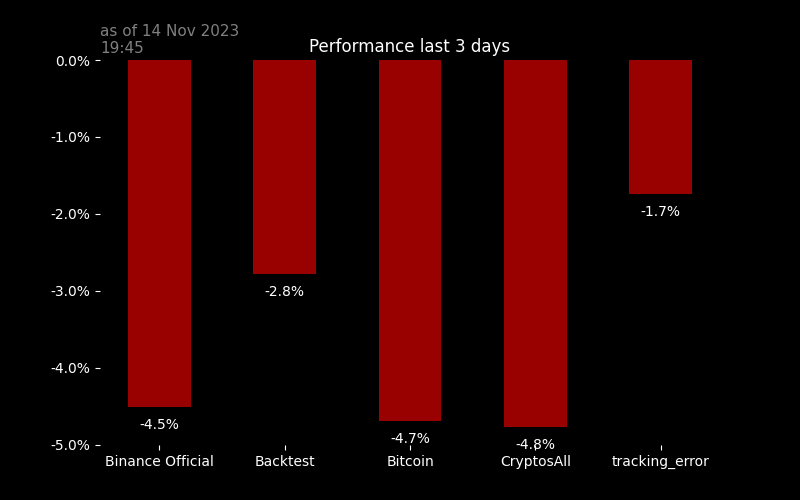 as of 14 Nov 2023
19:45
Performance last 3 days
0.0%
-1.0%
-2.0%
-3.0%
-4.0%
-5.0%
-4.5%
-2.8%
-4.7%
-4.8%
-1.7%
Binance Official
Backtest
Bitcoin
CryptosAll
tracking_error